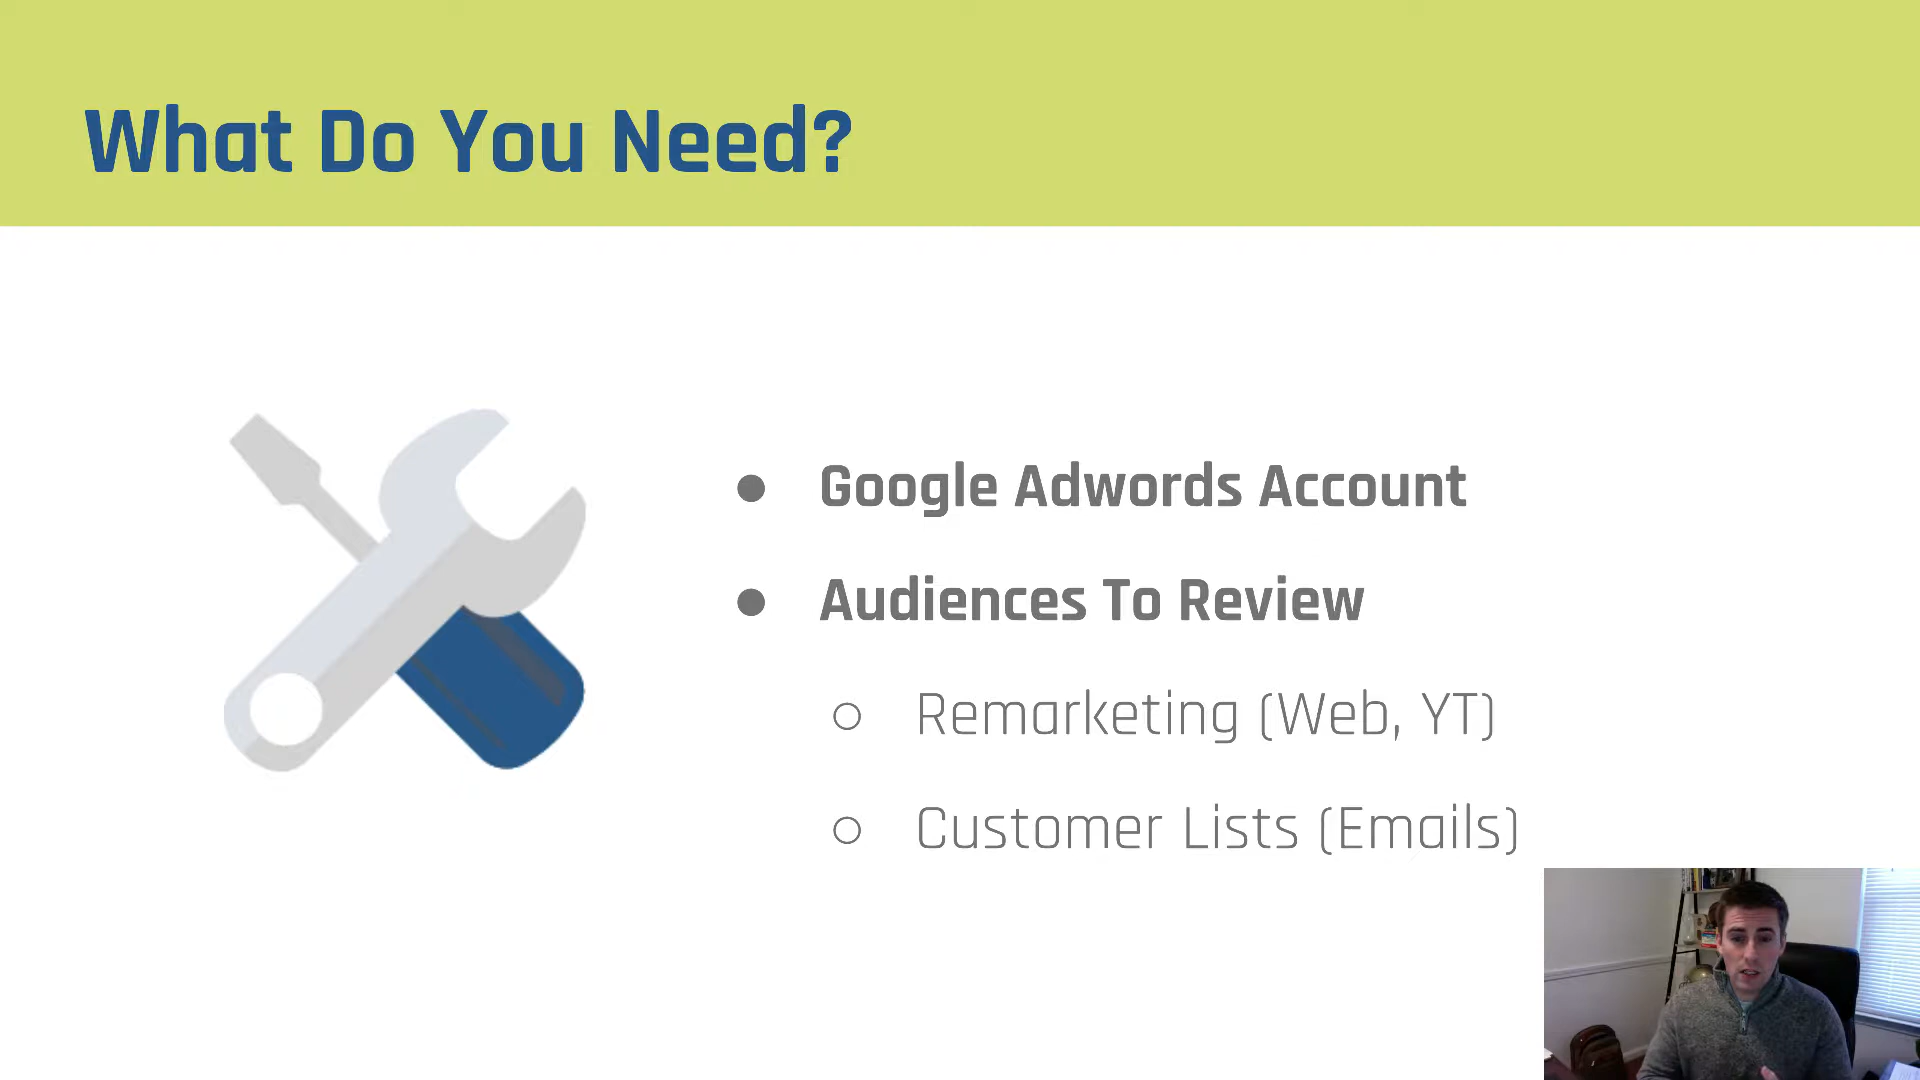 What Do You Need?
Google Adwords Account
Audiences To Review
Remarketing (Web, YT)
Customer Lists (Emails)